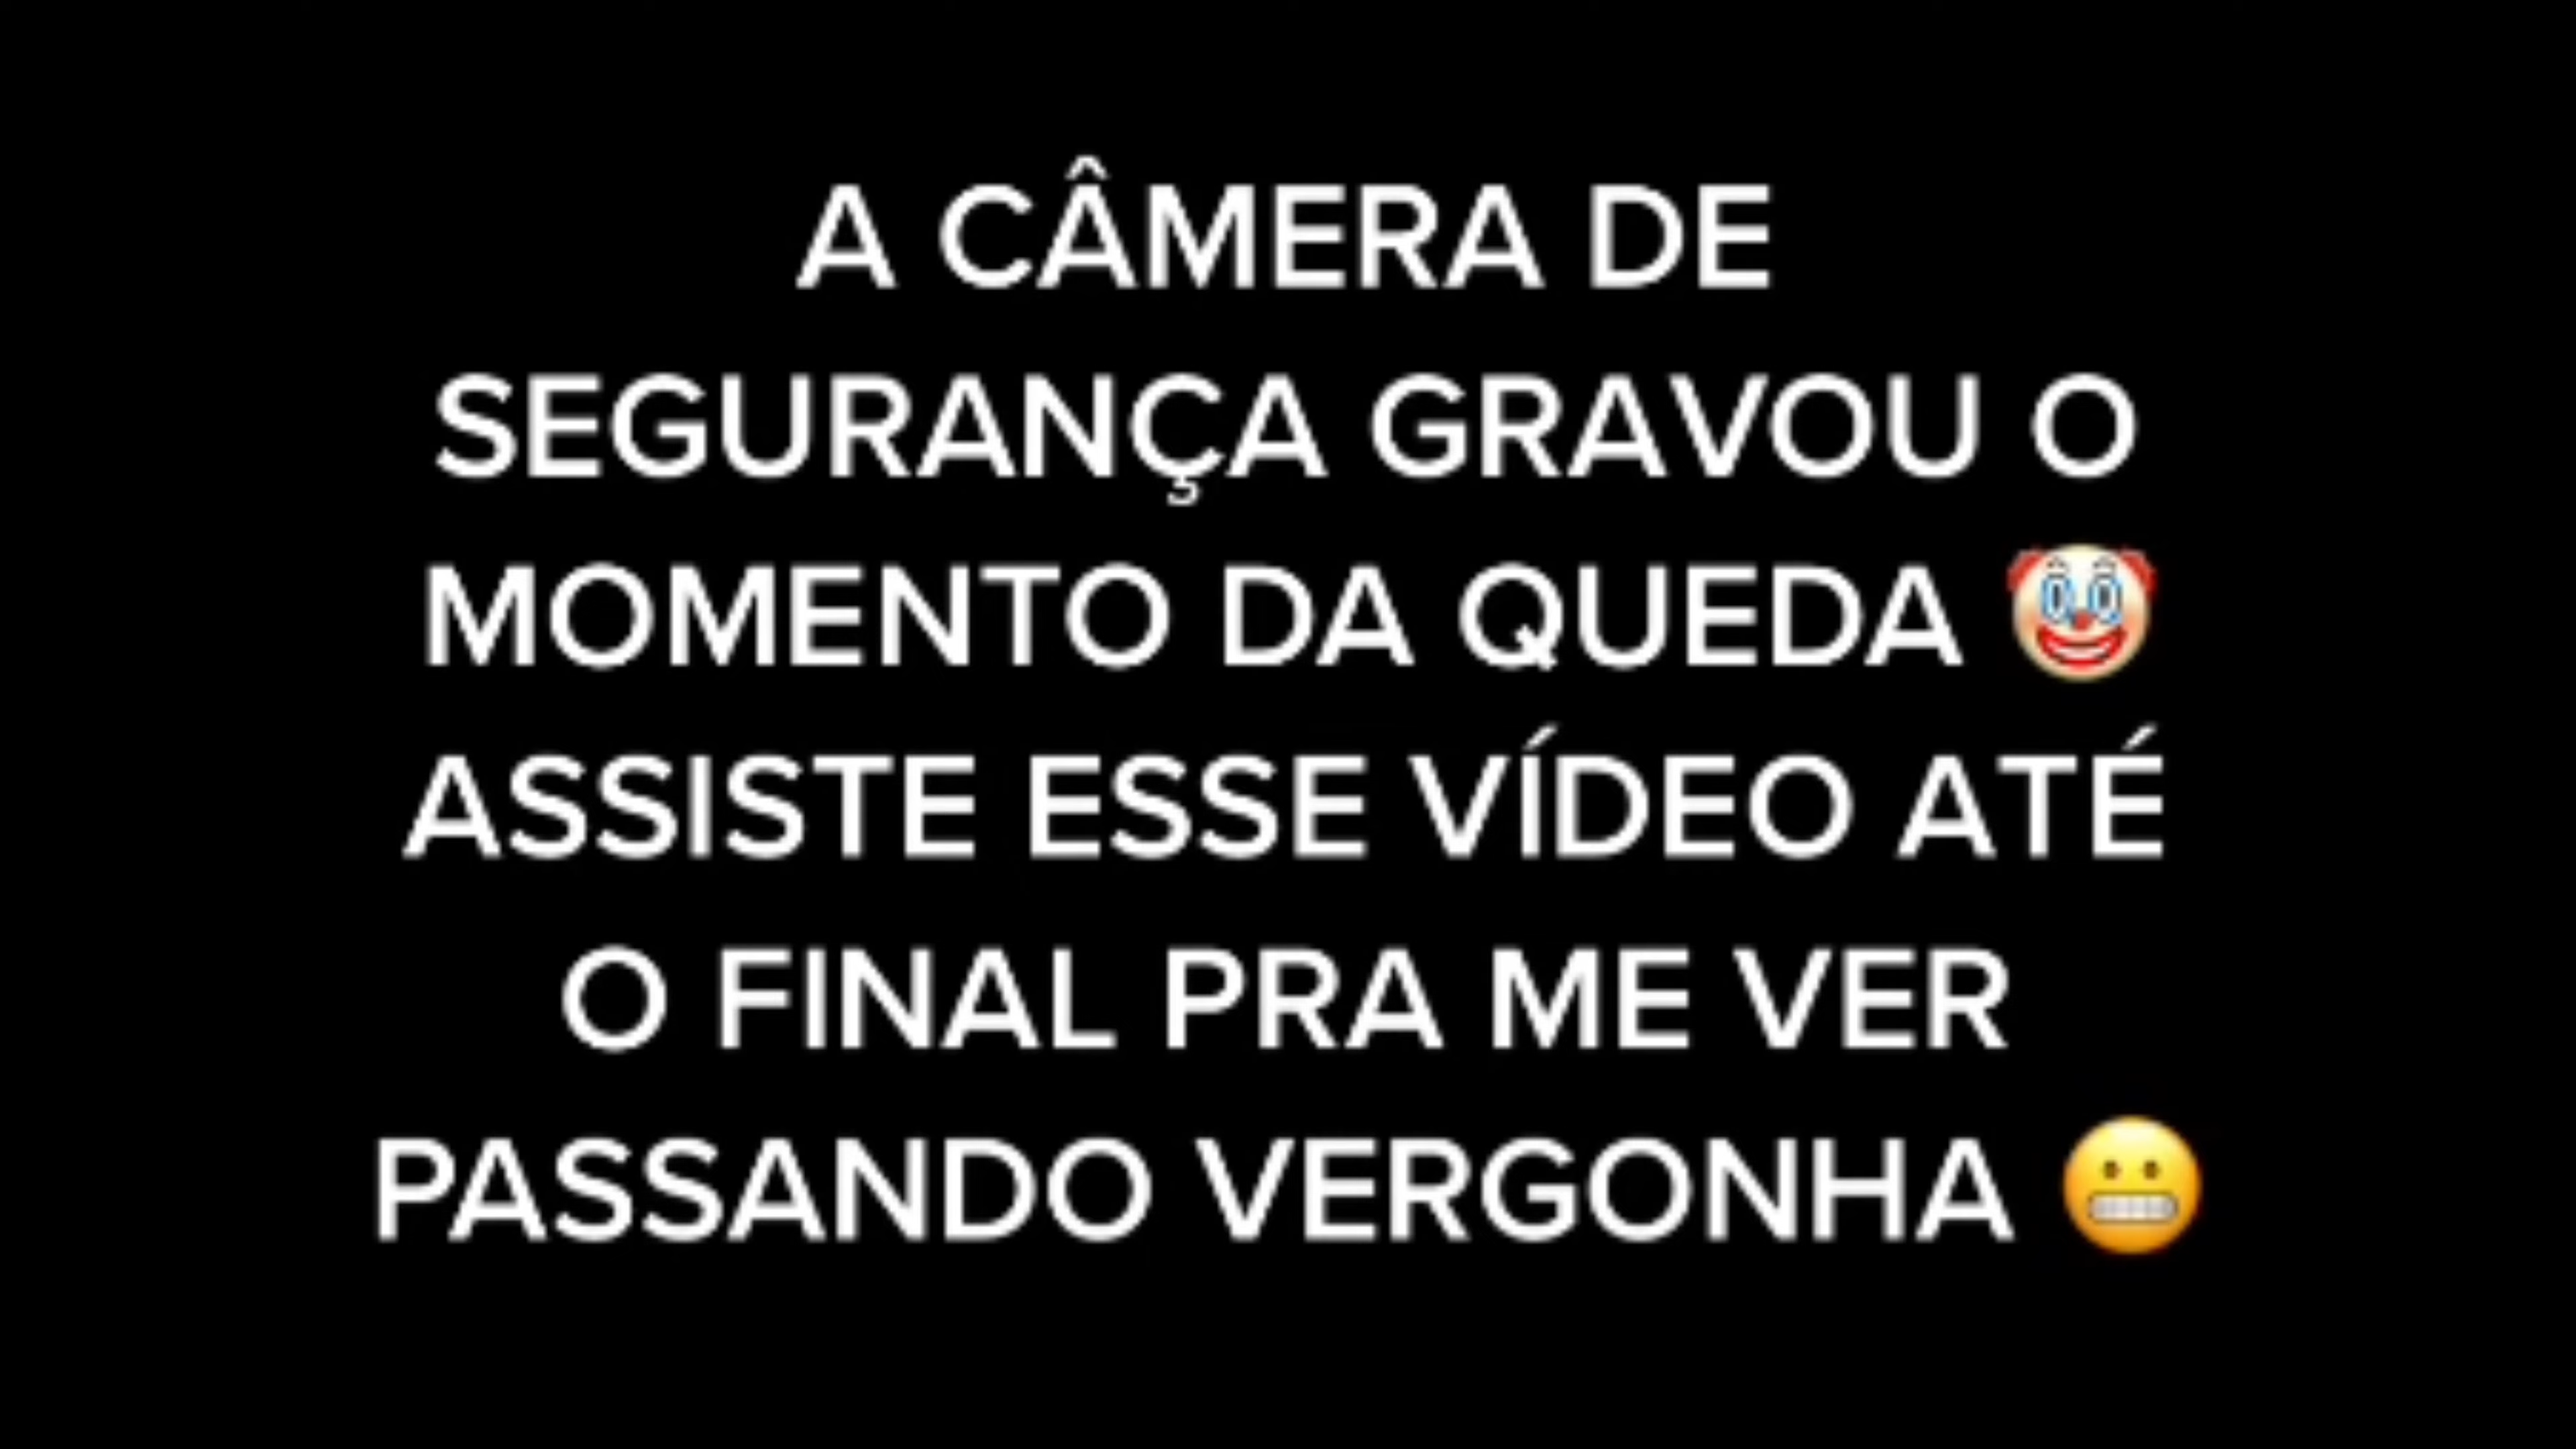 A CÂMERA DE
SEGURANÇA GRAVOU O
MOMENTO DA QUEDA 🤡
ASSISTE ESSE VÍDEO ATÉ
O FINAL PRA ME VER
PASSANDO VERGONHA 😬